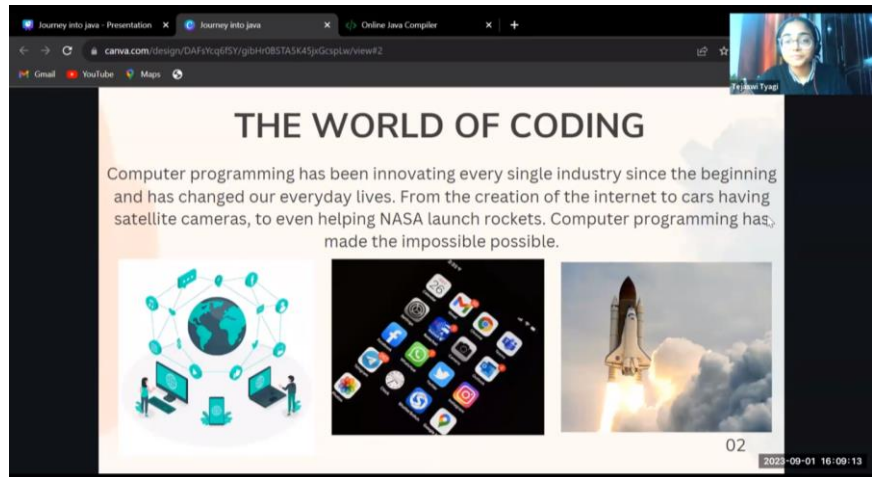 Journey into java - Presentation
Journey into java
Online Java Compiler
canva.com/design/DAFsYcq6fSY/gibHr0BSTA5K45jxGcspLw/view#2
Gmail
YouTube
Maps
Tejaswi Tyagi
THE WORLD OF CODING
Computer programming has been innovating every single industry since the beginning
and has changed our everyday lives. From the creation of the internet to cars having
satellite cameras, to even helping NASA launch rockets. Computer programming has
made the impossible possible.
26
02
2023-09-01 16:09:13